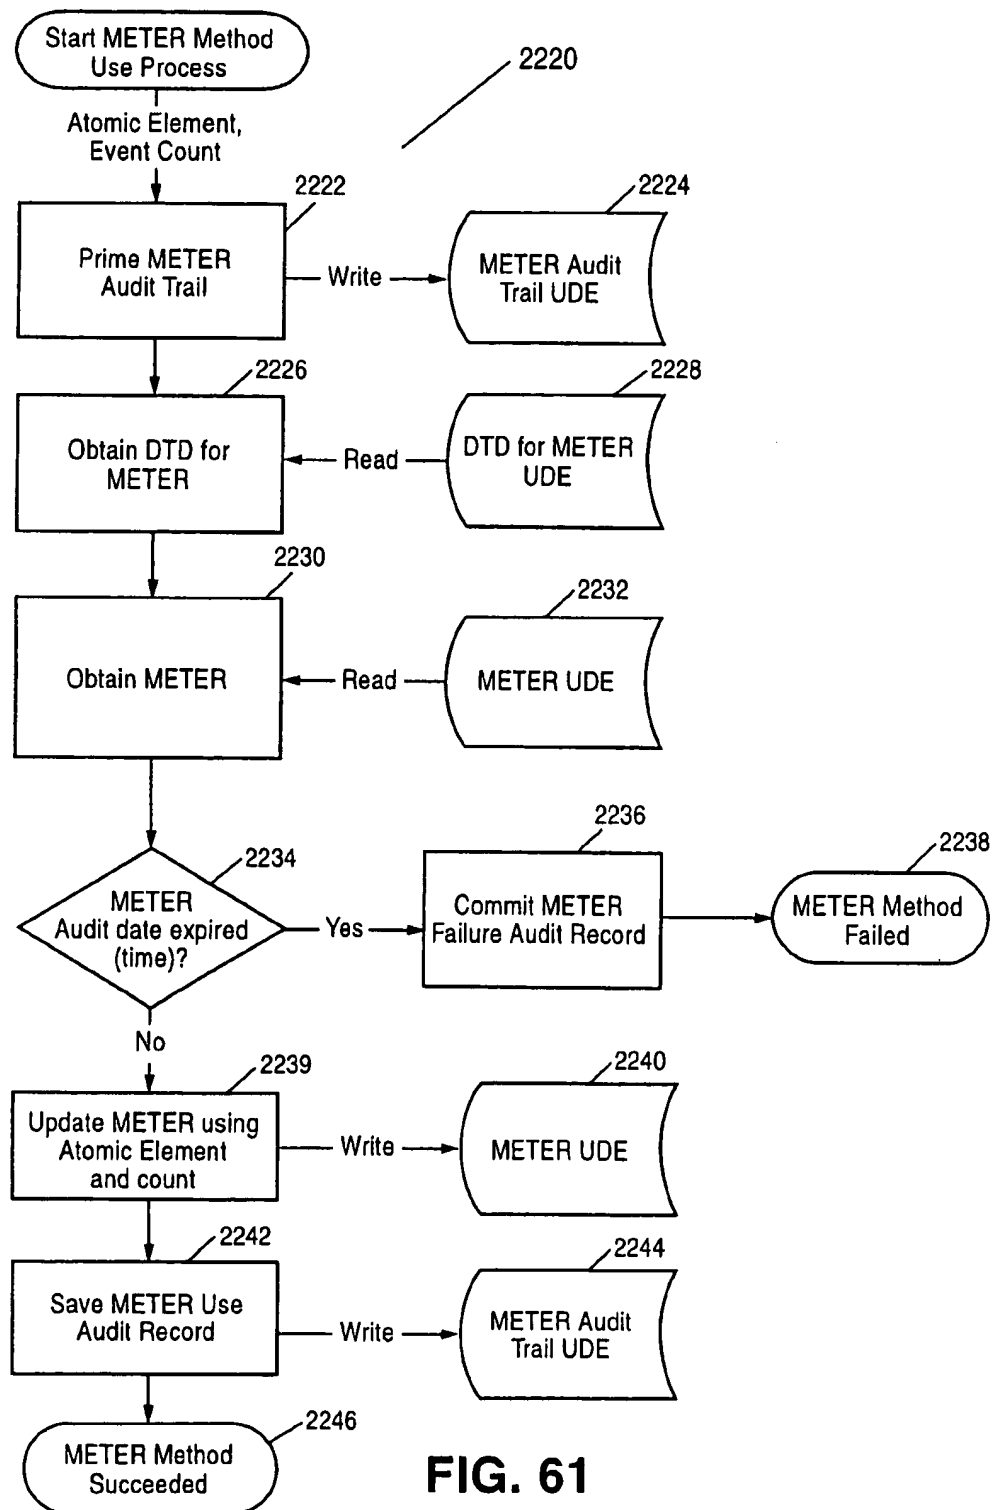 Start METER Method
Use Process
2220
Atomic Element,
Event Count
2222
Prime METER
Audit Trail
Write
2224
METER Audit
Trail UDE
2226
Obtain DTD for
METER
Read
2228
DTD for METER
UDE
2230
Obtain METER
Read
2232
METER UDE
2234
METER
Audit date expired
(time)?
Yes
2236
Commit METER
Failure Audit Record
2238
METER Method
Failed
No
2239
Update METER using
Atomic Element
and count
Write
2240
METER UDE
2242
Save METER Use
Audit Record
Write
2244
METER Audit
Trail UDE
2246
METER Method
Succeeded
FIG. 61